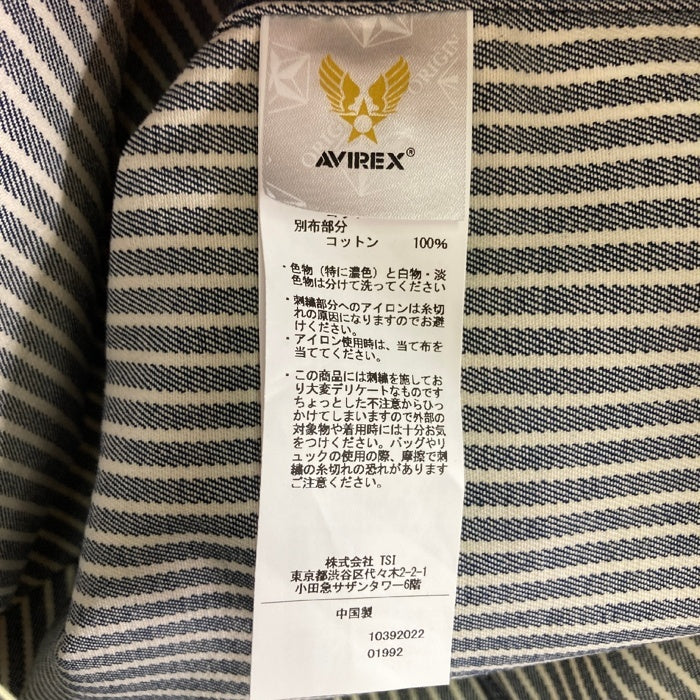 ORIGIN
ORIGIN
AVIREX®
別布部分
コットン 100%
・色物（特に濃色）と白物・淡
色物は分けて洗ってください
・刺繍部分へのアイロンは糸切
れの原因になりますのでお避
けください。
・アイロン使用時は、当て布を
当ててください。
・この商品には刺繍を施してお
り大変デリケートなものです
ちょっとした不注意からひっ
かけてしまいますので外部の
対象物や着用時には十分お気
をつけください。バッグやリ
ュックの使用の際、摩擦で刺
繍の糸切れの恐れがあります
ご注意ください。
株式会社 TSI
東京都渋谷区代々木2-2-1
小田急サザンタワー6階
中国製
10392022
01992